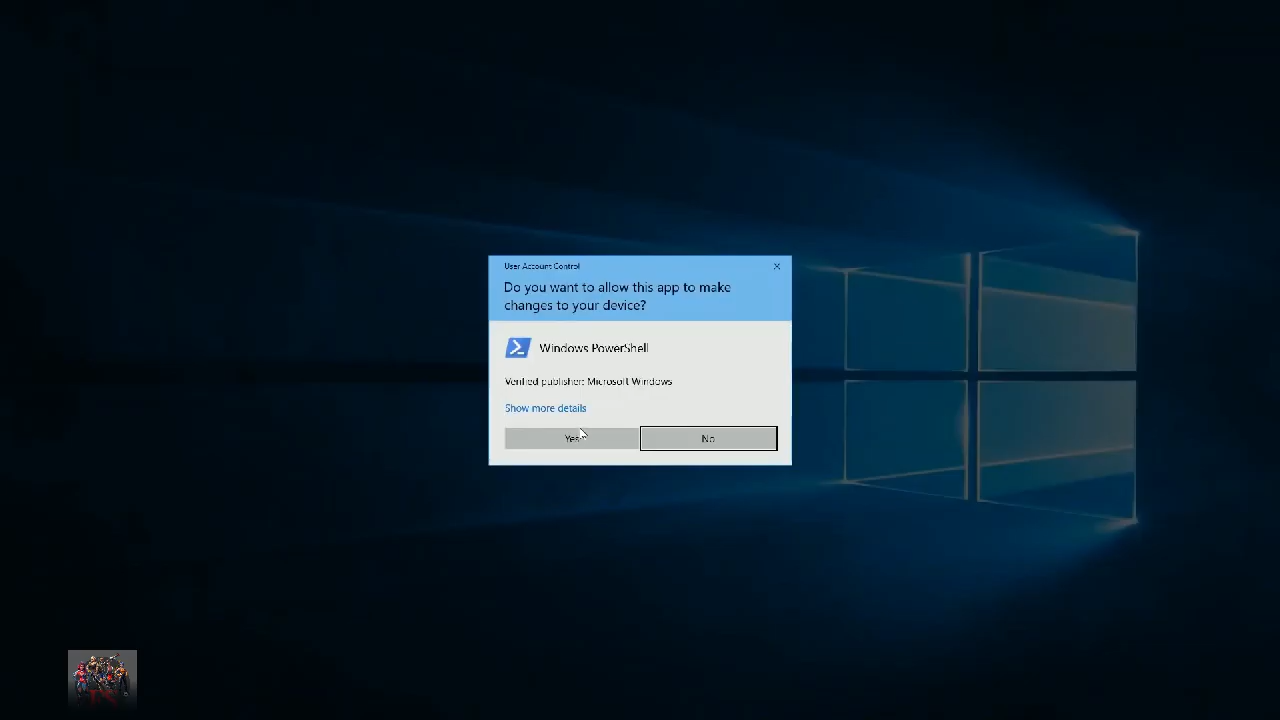 User Account Control
Do you want to allow this app to make
changes to your device?
Windows PowerShell
Verified publisher: Microsoft Windows
Show more details
Yes
No